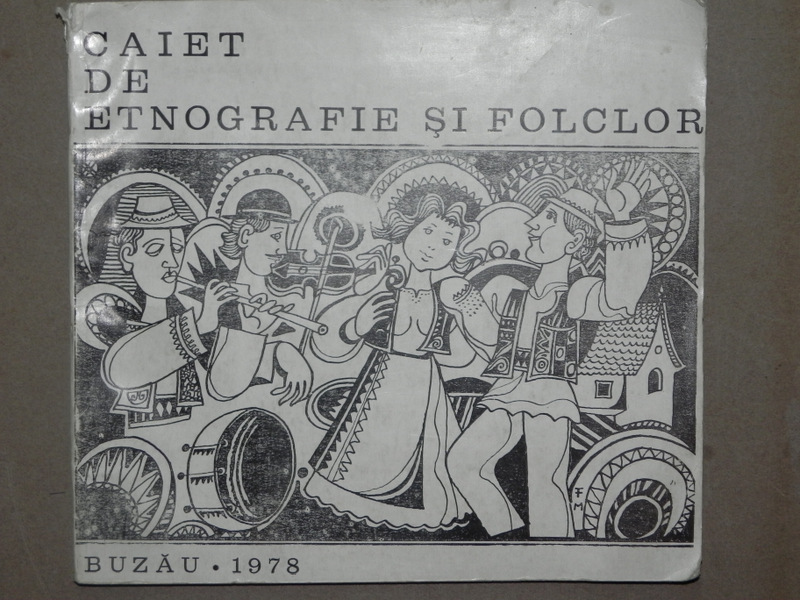 CAIET
DE
ETNOGRAFIE ŞI FOLCLOR
F
M
BUZĂU • 1978